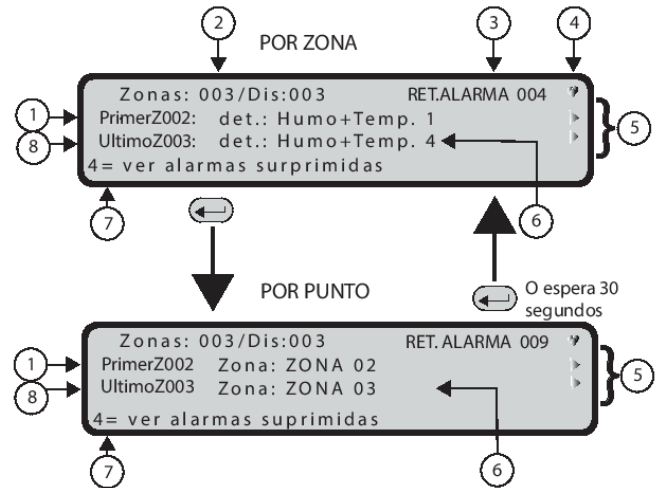 2 POR ZONA 3 4
Zonas: 003/Dis:003 RET.ALARMA 004
1 PrimerZ002: det.: Humo+Temp. 1
8 UltimoZ003: det.: Humo+Temp. 4 5
4= ver alarmas surprimidas
7 6
POR PUNTO
O espera 30
segundos
Zonas: 003/Dis:003 RET. ALARMA 009
1 PrimerZ002 Zona: ZONA 02
8 UltimoZ003 Zona: ZONA 03 5
4= ver alarmas suprimidas
7 6